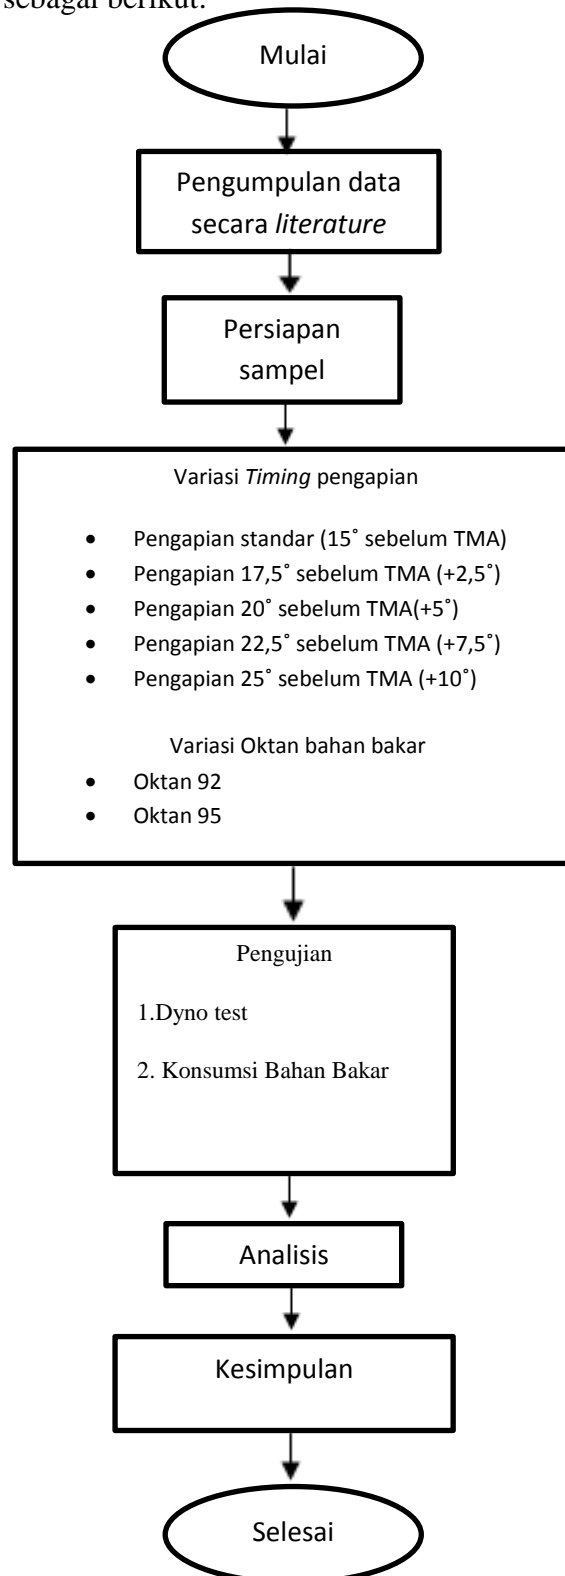 sebagai berikut:
Mulai
Pengumpulan data
secara literature
Persiapan
sampel
Variasi Timing pengapian
• Pengapian standar (15˚ sebelum TMA)
• Pengapian 17,5˚ sebelum TMA (+2,5˚)
• Pengapian 20˚ sebelum TMA(+5˚)
• Pengapian 22,5˚ sebelum TMA (+7,5˚)
• Pengapian 25˚ sebelum TMA (+10˚)
Variasi Oktan bahan bakar
• Oktan 92
• Oktan 95
Pengujian
1.Dyno test
2. Konsumsi Bahan Bakar
Analisis
Kesimpulan
Selesai